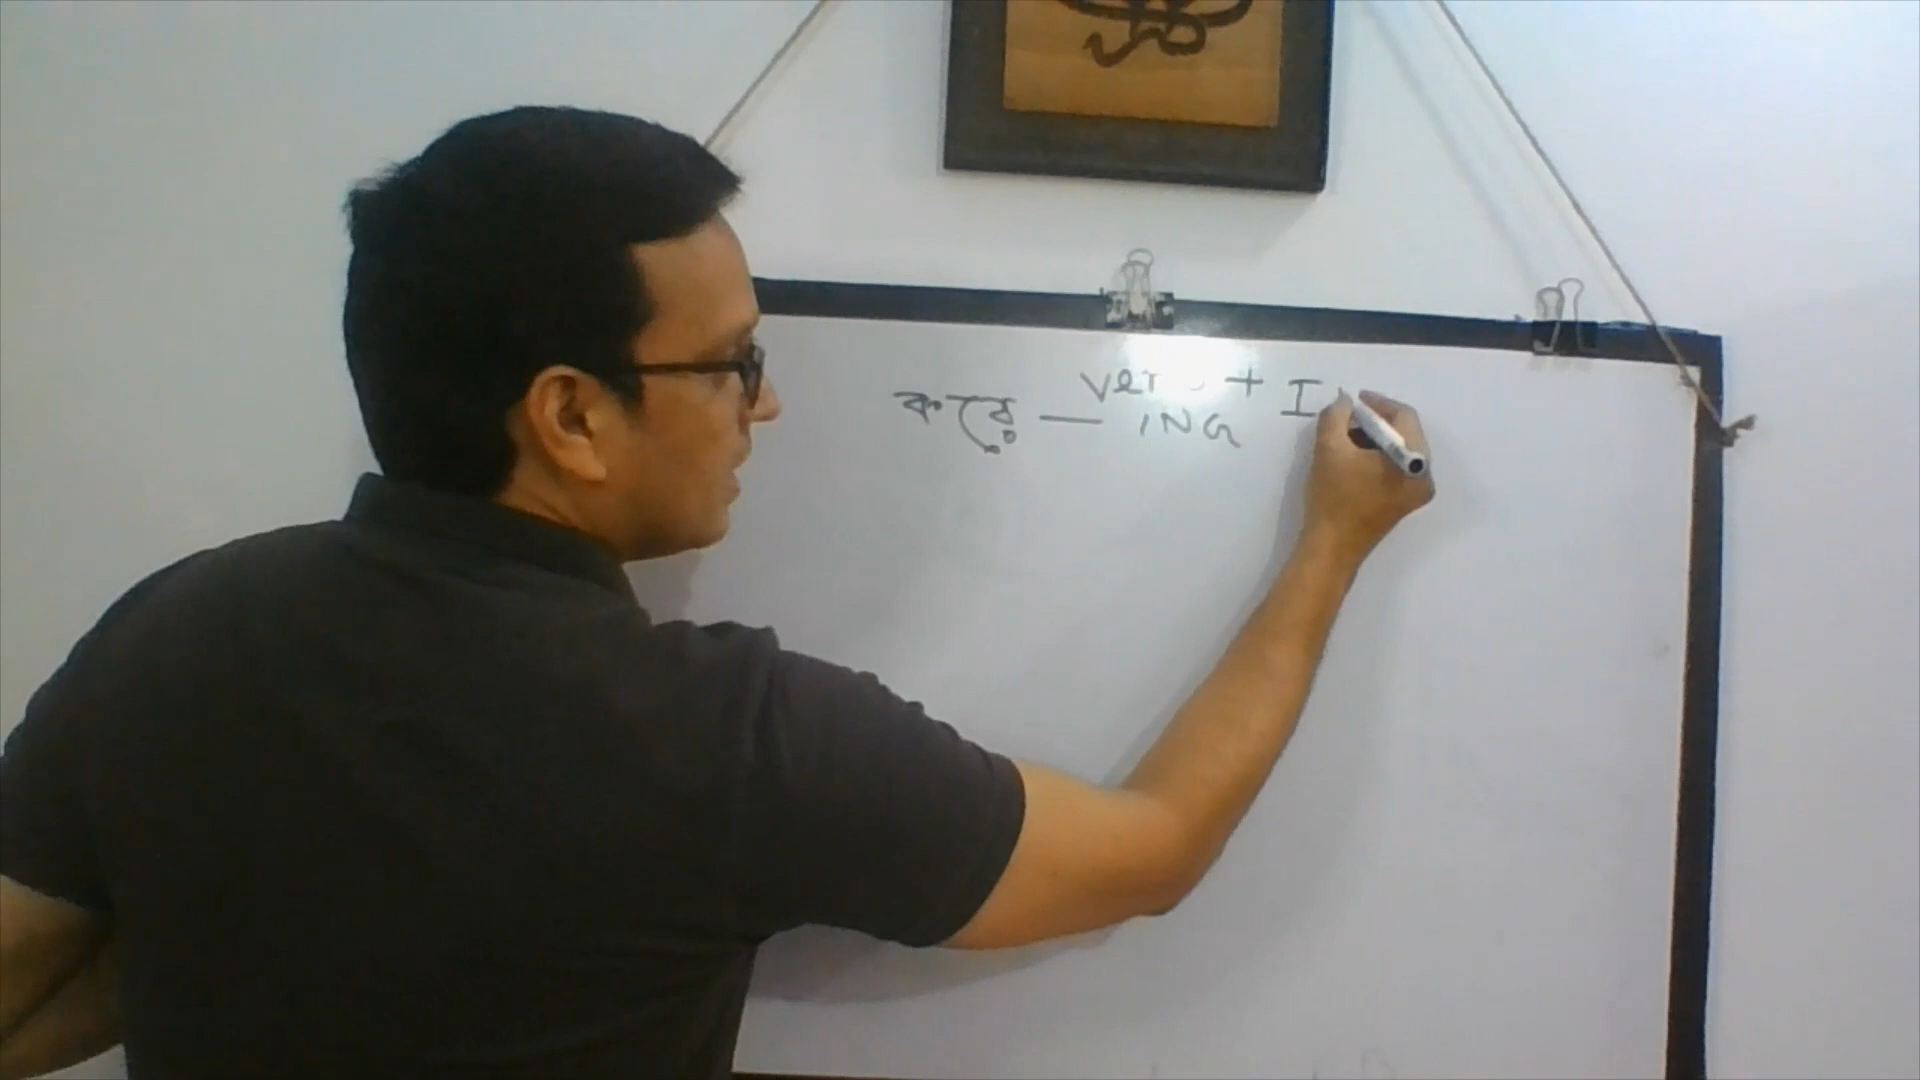 করে — ING
verb + I